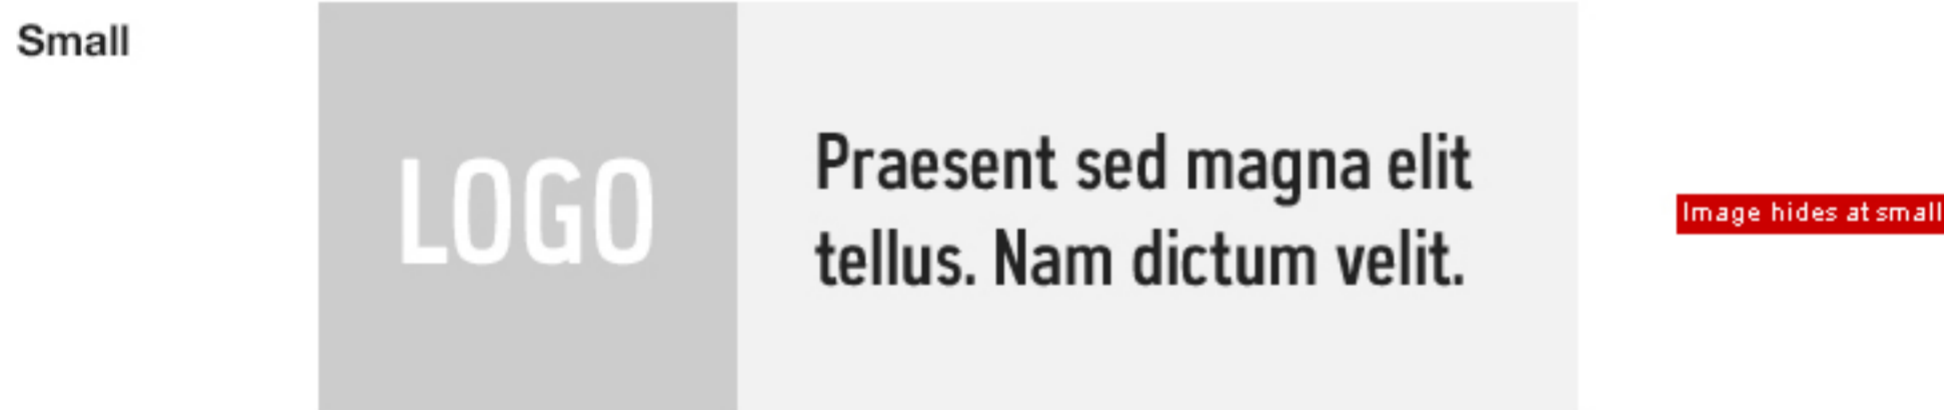 Small
LOGO
Praesent sed magna elit
tellus. Nam dictum velit.
Image hides at small